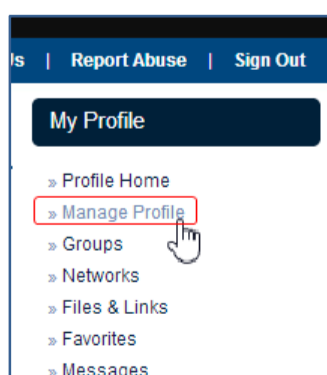 's | Report Abuse | Sign Out
My Profile
» Profile Home
» Manage Profile
» Groups
» Networks
» Files & Links
» Favorites
» Messages